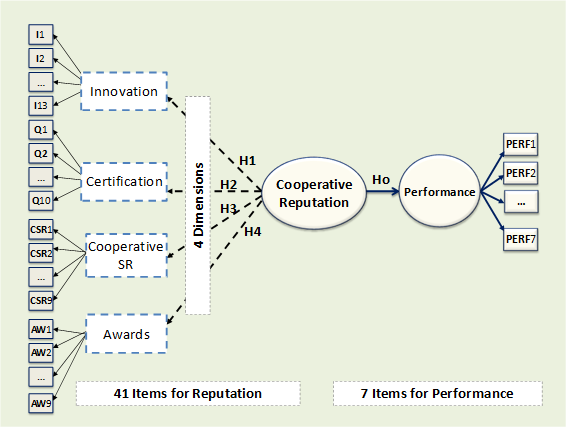 I1
I2
...
I13
Innovation
Q1
Q2
...
Q10
Certification
CSR1
CSR2
...
CSR9
Cooperative
SR
AW1
AW2
...
AW9
Awards
4 Dimensions
H1
H2
H3
H4
Cooperative
Reputation
Ho
Performance
PERF1
PERF2
...
PERF7
41 Items for Reputation
7 Items for Performance